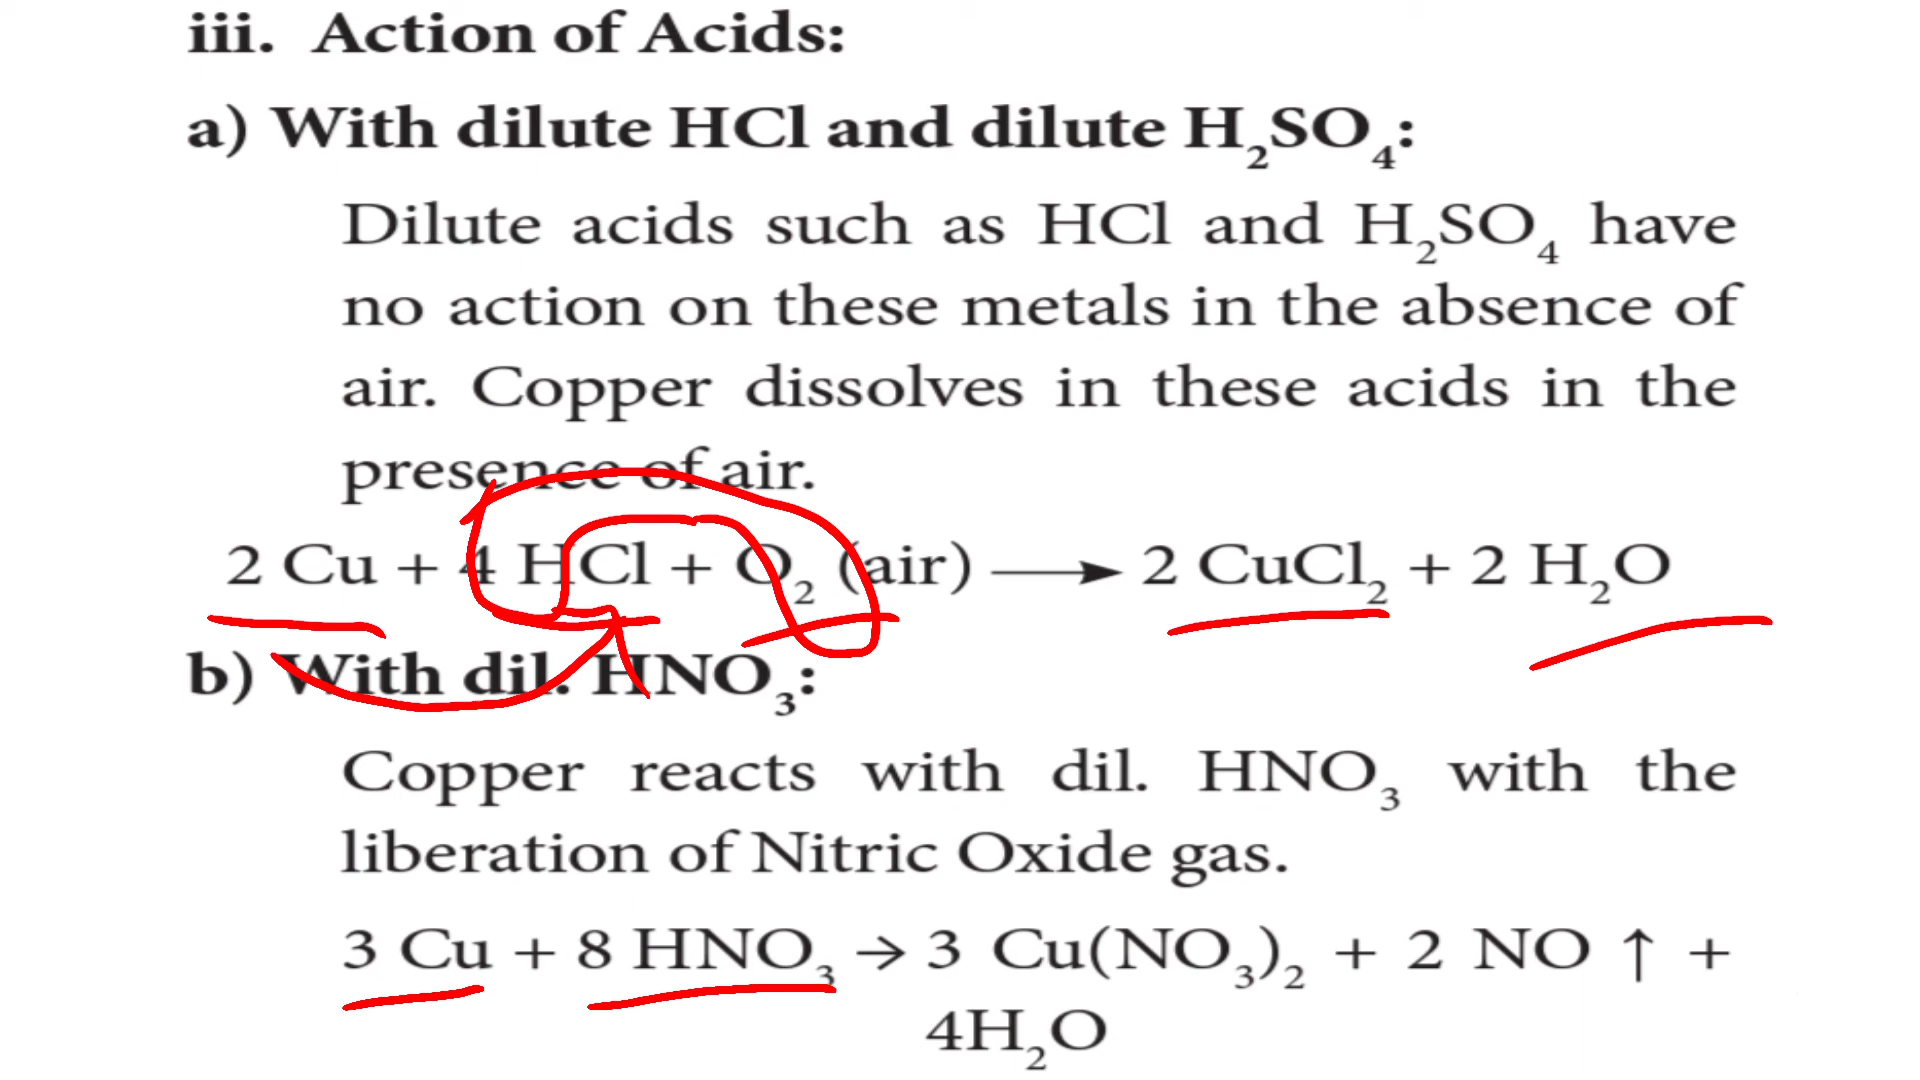 iii. Action of Acids:
a) With dilute HCl and dilute H₂SO₄:
Dilute acids such as HCl and H₂SO₄ have
no action on these metals in the absence of
air. Copper dissolves in these acids in the
presence of air.
2 Cu + 4 HCl + O₂ (air) ⟶ 2 CuCl₂ + 2 H₂O
b) With dil. HNO₃:
Copper reacts with dil. HNO₃ with the
liberation of Nitric Oxide gas.
3 Cu + 8 HNO₃ → 3 Cu(NO₃)₂ + 2 NO ↑ +
4H₂O